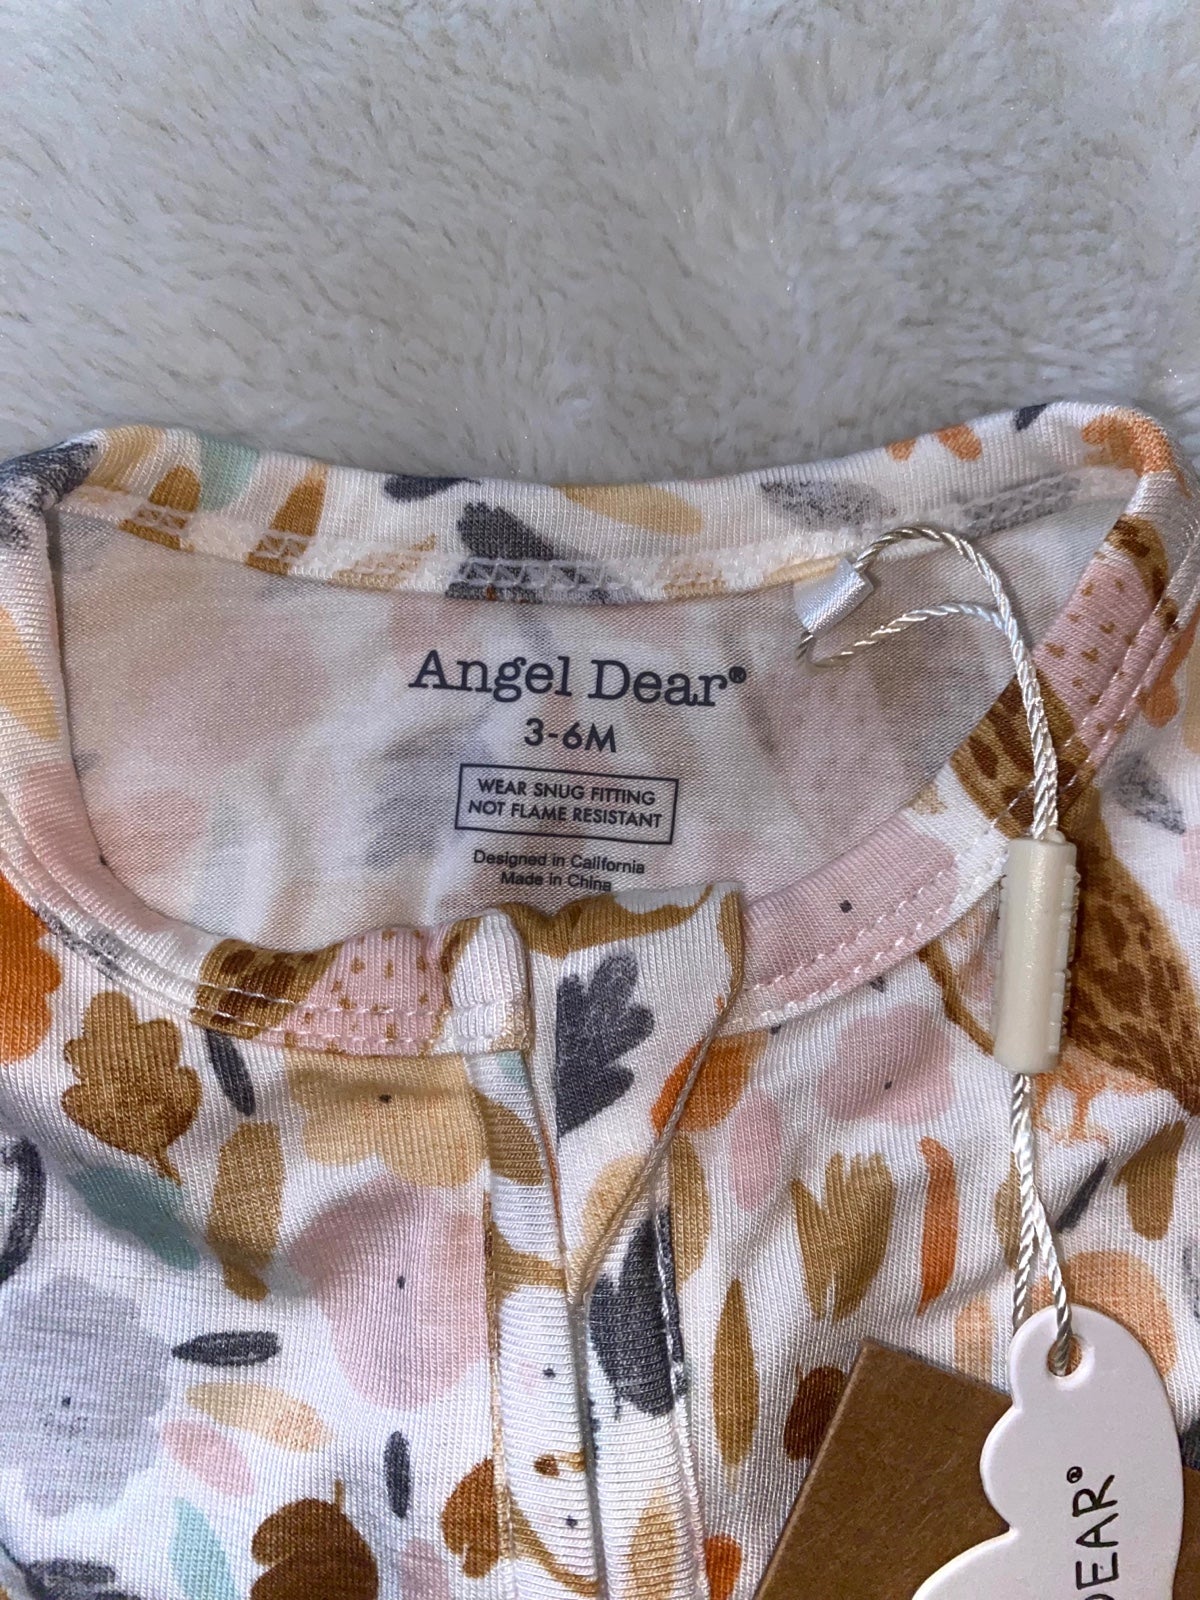 Angel Dear®
3-6M
WEAR SNUG FITTING
NOT FLAME RESISTANT
Designed in California
Made in China
DEAR®